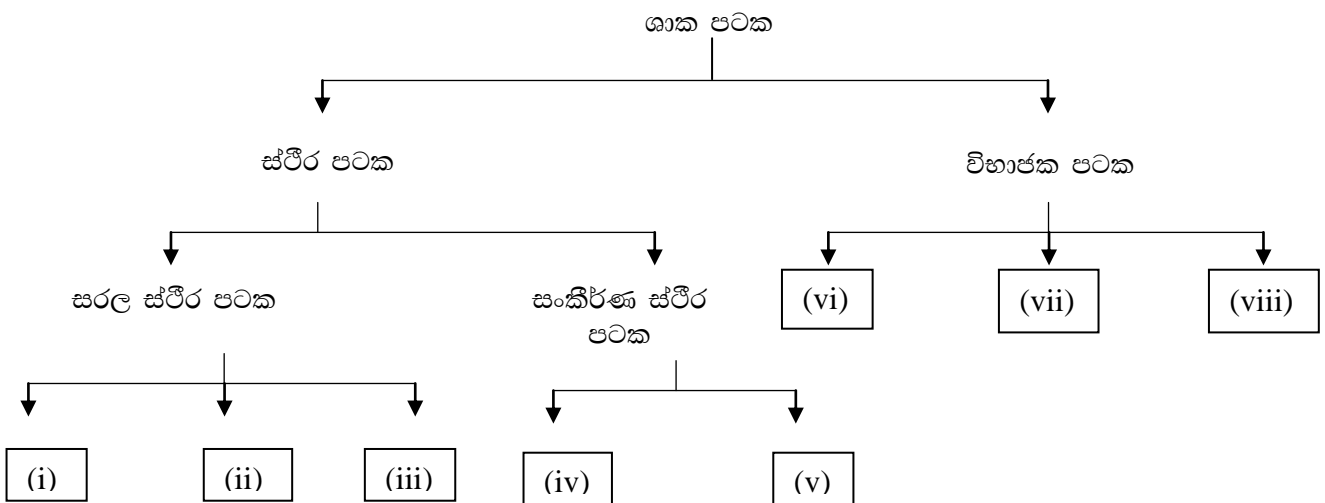 ශාක පටක
ස්ථිර පටක
විභාජක පටක
සරල ස්ථිර පටක
සංකීර්ණ ස්ථිර
පටක
(vi)
(vii)
(viii)
(i)
(ii)
(iii)
(iv)
(v)